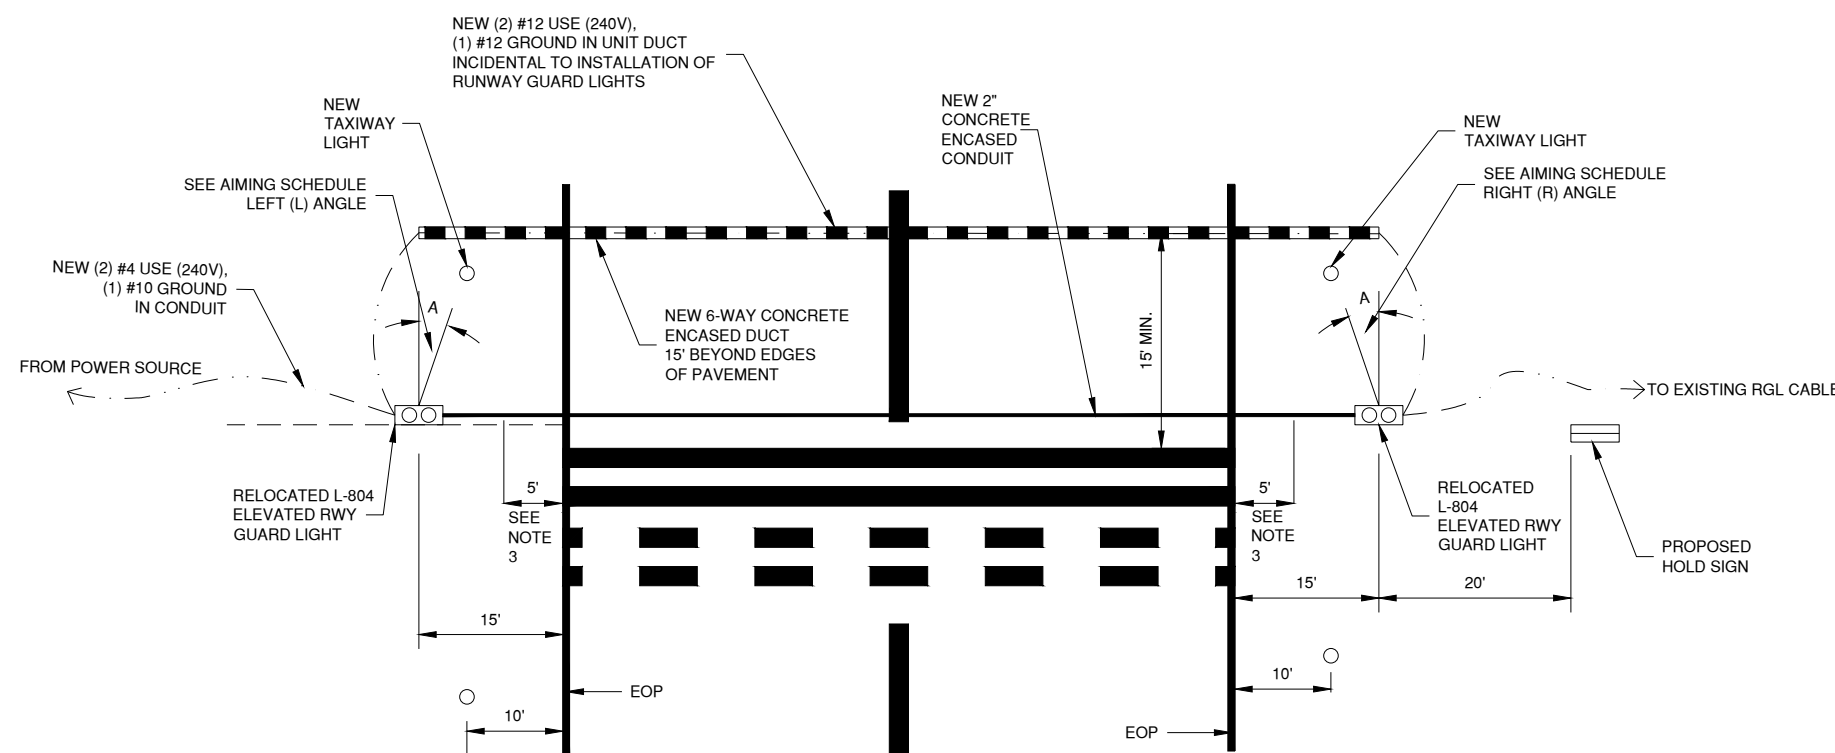 NEW (2) #12 USE (240V),
(1) #12 GROUND IN UNIT DUCT
INCIDENTAL TO INSTALLATION OF
RUNWAY GUARD LIGHTS
NEW
TAXIWAY
LIGHT
NEW 2"
CONCRETE
ENCASED
CONDUIT
NEW
TAXIWAY LIGHT
SEE AIMING SCHEDULE
LEFT (L) ANGLE
SEE AIMING SCHEDULE
RIGHT (R) ANGLE
NEW (2) #4 USE (240V),
(1) #10 GROUND
IN CONDUIT
A
A
NEW 6-WAY CONCRETE
ENCASED DUCT
15' BEYOND EDGES
OF PAVEMENT
15' MIN.
FROM POWER SOURCE
TO EXISTING RGL CABLE
RELOCATED L-804
ELEVATED RWY
GUARD LIGHT
5'
SEE
NOTE
3
5'
SEE
NOTE
3
RELOCATED
L-804
ELEVATED RWY
GUARD LIGHT
PROPOSED
HOLD SIGN
15'
15'
20'
EOP
10'
10'
EOP